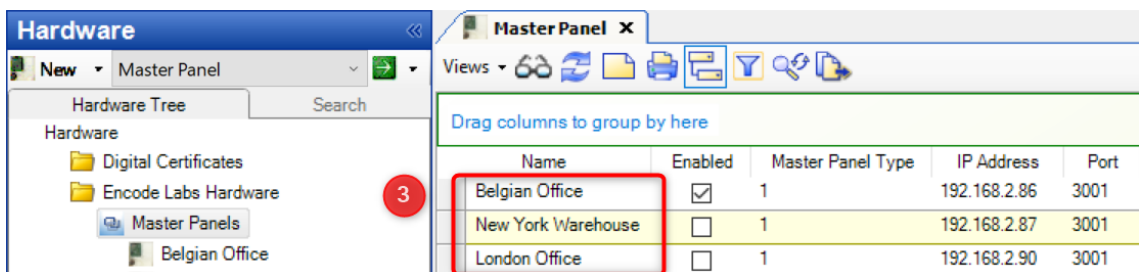 Hardware
New Master Panel
Hardware Tree Search
Hardware
Digital Certificates
Encode Labs Hardware
Master Panels
Belgian Office
3
Master Panel X
Views
Drag columns to group by here
Name Enabled Master Panel Type IP Address Port
Belgian Office 1 192.168.2.86 3001
New York Warehouse 1 192.168.2.87 3001
London Office 1 192.168.2.90 3001